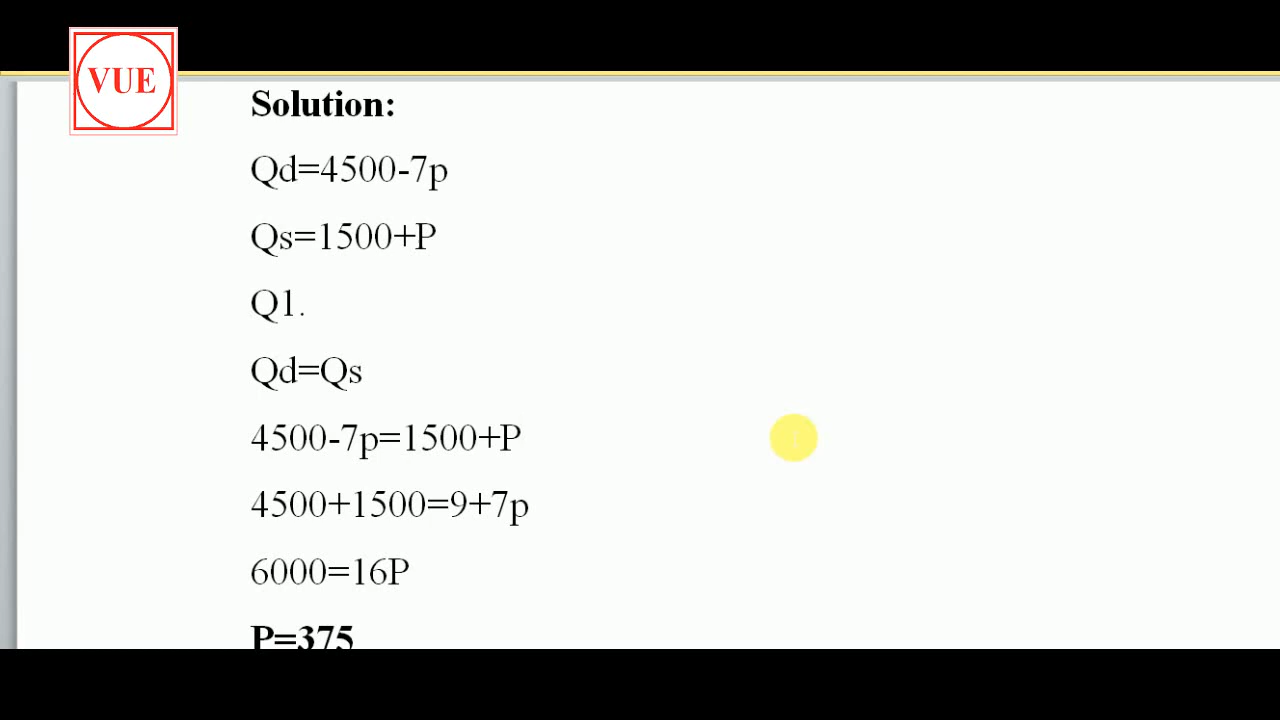 VUE
Solution:
Qd=4500-7p
Qs=1500+P
Q1.
Qd=Qs
4500-7p=1500+P
4500+1500=9+7p
6000=16P
P=375